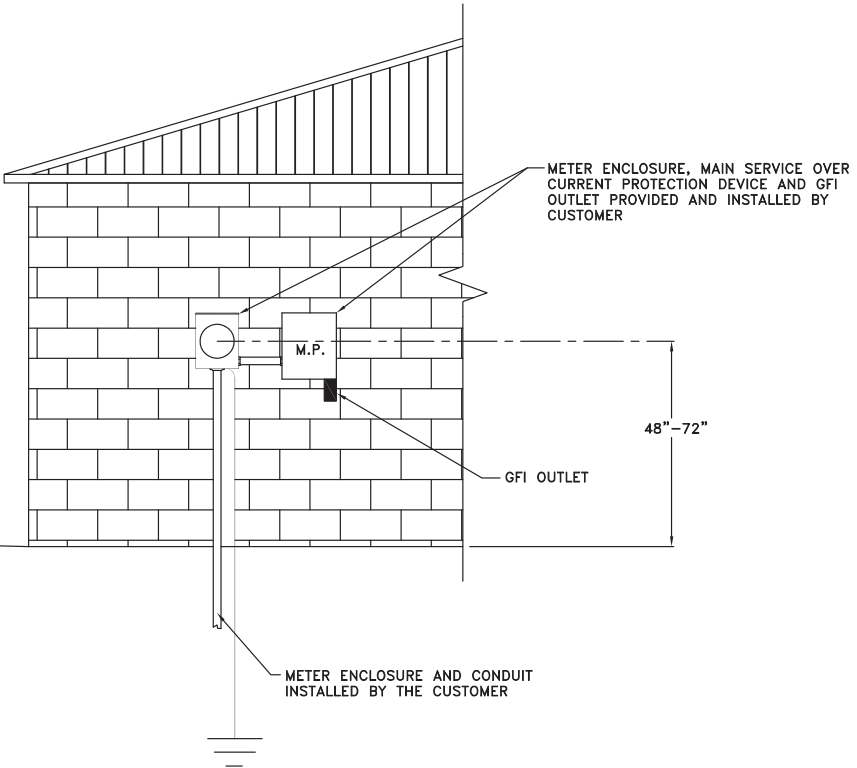 METER ENCLOSURE, MAIN SERVICE OVER
CURRENT PROTECTION DEVICE AND GFI
OUTLET PROVIDED AND INSTALLED BY
CUSTOMER
M.P.
48"-72"
GFI OUTLET
METER ENCLOSURE AND CONDUIT
INSTALLED BY THE CUSTOMER